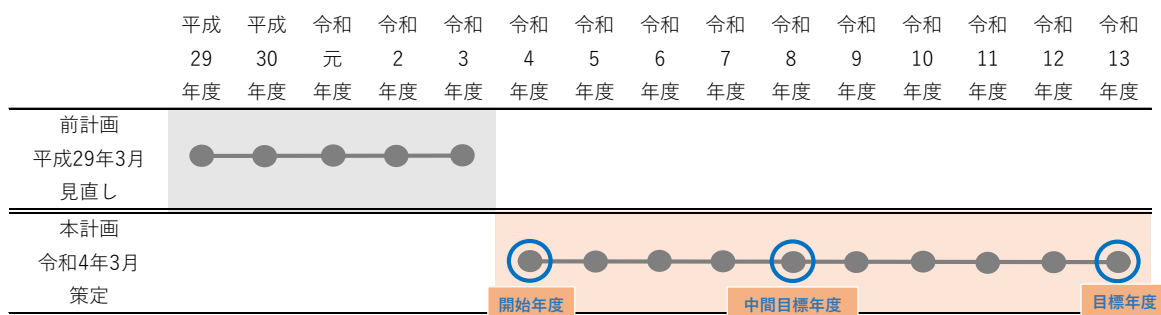 平成 平成 令和 令和 令和 令和 令和 令和 令和 令和 令和 令和 令和 令和 令和
29 30 元 2 3 4 5 6 7 8 9 10 11 12 13
年度 年度 年度 年度 年度 年度 年度 年度 年度 年度 年度 年度 年度 年度 年度
前計画
平成29年3月
見直し
本計画
令和4年3月
策定
開始年度 中間目標年度 目標年度